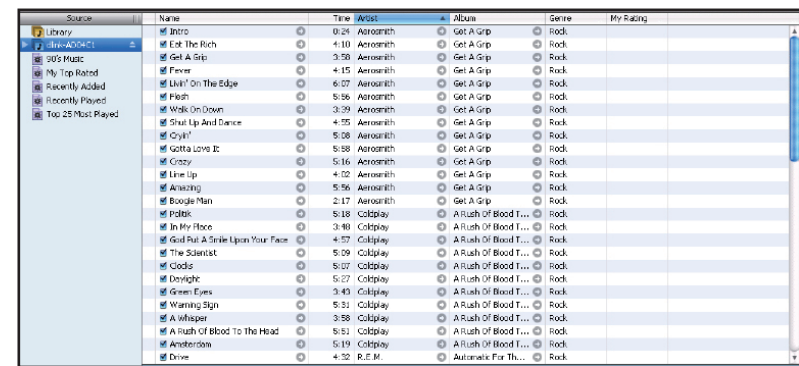 Source Name Time Artist Album Genre My Rating
Library Intro 0:24 Aerosmith Get A Grip Rock
dlink-ADD4C1 Eat The Rich 4:10 Aerosmith Get A Grip Rock
90's Music Get A Grip 3:58 Aerosmith Get A Grip Rock
My Top Rated Fever 4:15 Aerosmith Get A Grip Rock
Recently Added Livin' On The Edge 6:07 Aerosmith Get A Grip Rock
Recently Played Flesh 5:56 Aerosmith Get A Grip Rock
Top 25 Most Played Walk On Down 3:39 Aerosmith Get A Grip Rock
Shut Up And Dance 4:55 Aerosmith Get A Grip Rock
Cryin' 5:08 Aerosmith Get A Grip Rock
Gotta Love It 5:58 Aerosmith Get A Grip Rock
Crazy 5:16 Aerosmith Get A Grip Rock
Line Up 4:02 Aerosmith Get A Grip Rock
Amazing 5:56 Aerosmith Get A Grip Rock
Boogie Man 2:17 Aerosmith Get A Grip Rock
Politik 5:18 Coldplay A Rush Of Blood T... Rock
In My Place 3:48 Coldplay A Rush Of Blood T... Rock
God Put A Smile Upon Your Face 4:57 Coldplay A Rush Of Blood T... Rock
The Scientist 5:09 Coldplay A Rush Of Blood T... Rock
Clocks 5:07 Coldplay A Rush Of Blood T... Rock
Daylight 5:27 Coldplay A Rush Of Blood T... Rock
Green Eyes 3:43 Coldplay A Rush Of Blood T... Rock
Warning Sign 5:31 Coldplay A Rush Of Blood T... Rock
A Whisper 3:58 Coldplay A Rush Of Blood T... Rock
A Rush Of Blood To The Head 5:51 Coldplay A Rush Of Blood T... Rock
Amsterdam 5:19 Coldplay A Rush Of Blood T... Rock
Drive 4:32 R.E.M. Automatic For Th... Rock